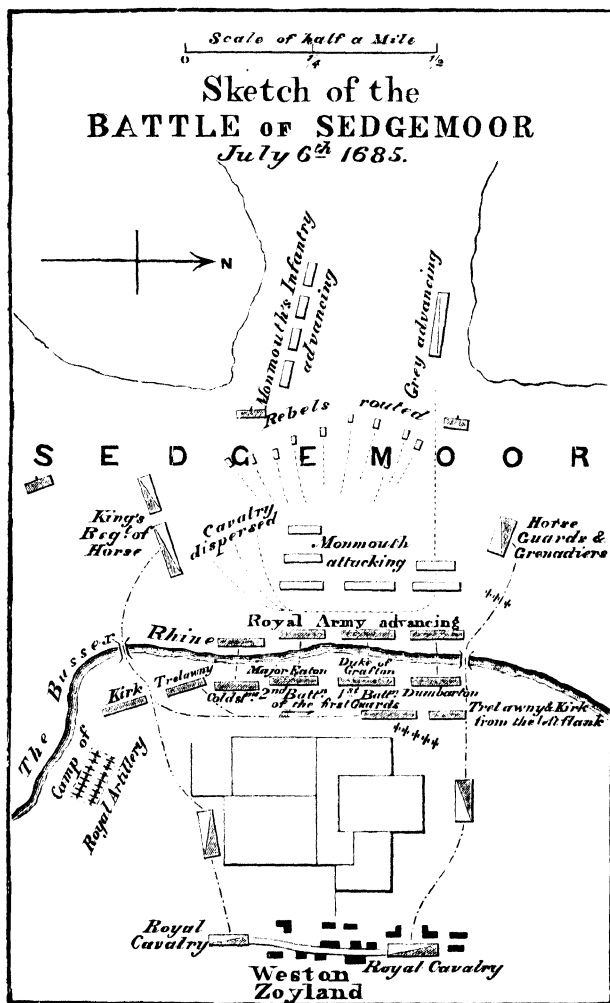 Scale of half a Mile
0 1/4 1/2
Sketch of the
BATTLE OF SEDGEMOOR
July 6th 1685.
N
Monmouth's Infantry
advancing
Grey advancing
Rebels routed
SEDGEMOOR
King's
Regt. of
Horse
Cavalry
dispersed
Monmouth
attacking
Horse
Guards &
Grenadiers
Royal Army advancing
The Bussex Rhine
Kirk
Trelawny
Coldstms
Major Eaton
2nd Battn
Duke of
Grafton
1st Battn
of the first Guards
Dumbarton
Trelawny & Kirk
from the left flank
Camp of
Royal Artillery
Royal
Cavalry
Weston
Zoyland
Royal Cavalry